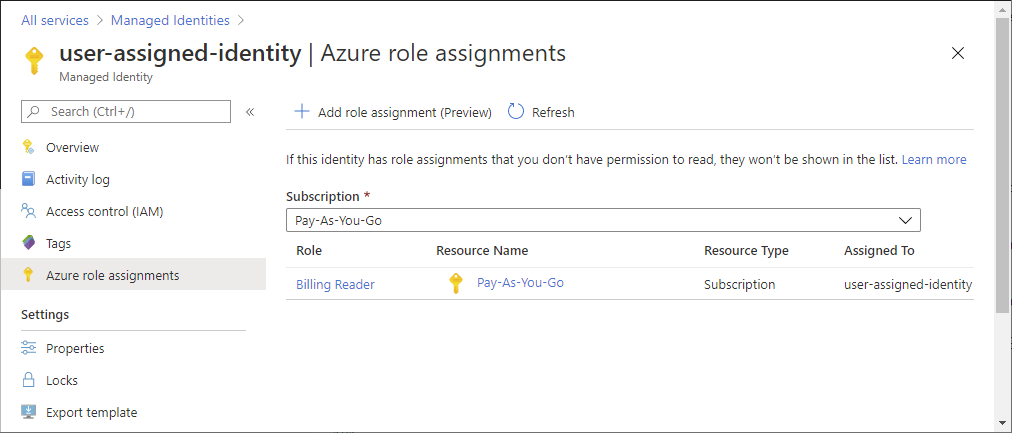 All services > Managed Identities >
user-assigned-identity | Azure role assignments
Managed Identity
Search (Ctrl+/) «
Overview
Activity log
Access control (IAM)
Tags
Azure role assignments
Settings
Properties
Locks
Export template
Add role assignment (Preview) Refresh
If this identity has role assignments that you don't have permission to read, they won't be shown in the list. Learn more
Subscription *
Pay-As-You-Go
Role Resource Name Resource Type Assigned To
Billing Reader Pay-As-You-Go Subscription user-assigned-identity